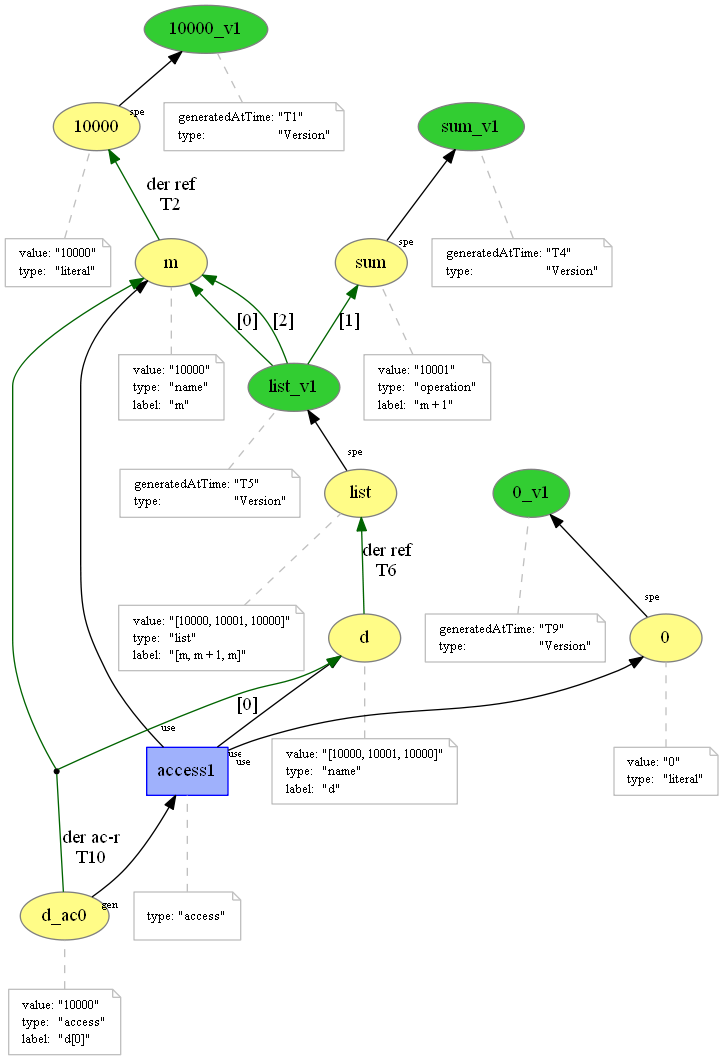 10000_v1
spe
10000
generatedAtTime: "T1"
type: "Version"
sum_v1
der ref
T2
spe
value: "10000"
type: "literal"
m
sum
generatedAtTime: "T4"
type: "Version"
[0]
[2]
[1]
value: "10000"
type: "name"
label: "m"
list_v1
value: "10001"
type: "operation"
label: "m + 1"
spe
generatedAtTime: "T5"
type: "Version"
list
0_v1
der ref
T6
spe
value: "[10000, 10001, 10000]"
type: "list"
label: "[m, m + 1, m]"
d
generatedAtTime: "T9"
type: "Version"
0
[0]
use
use
use
access1
value: "[10000, 10001, 10000]"
type: "name"
label: "d"
value: "0"
type: "literal"
der ac-r
T10
gen
d_ac0
type: "access"
value: "10000"
type: "access"
label: "d[0]"